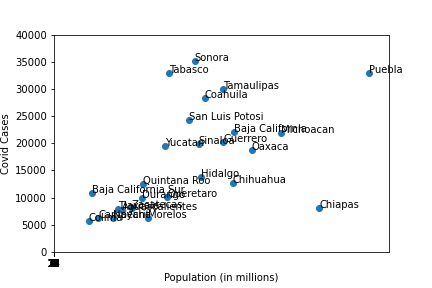 40000
35000
30000
25000
20000
15000
10000
5000
0
Covid Cases
Sonora
Tabasco
Puebla
Tamaulipas
Coahuila
San Luis Potosi
Baja California
Michoacan
Guerrero
Sinaloa
Yucatan
Oaxaca
Hidalgo
Chihuahua
Quintana Roo
Baja California Sur
Durango
Queretaro
Zacatecas
Aguascalientes
Chiapas
Morelos
Nayarit
Colima
Population (in millions)